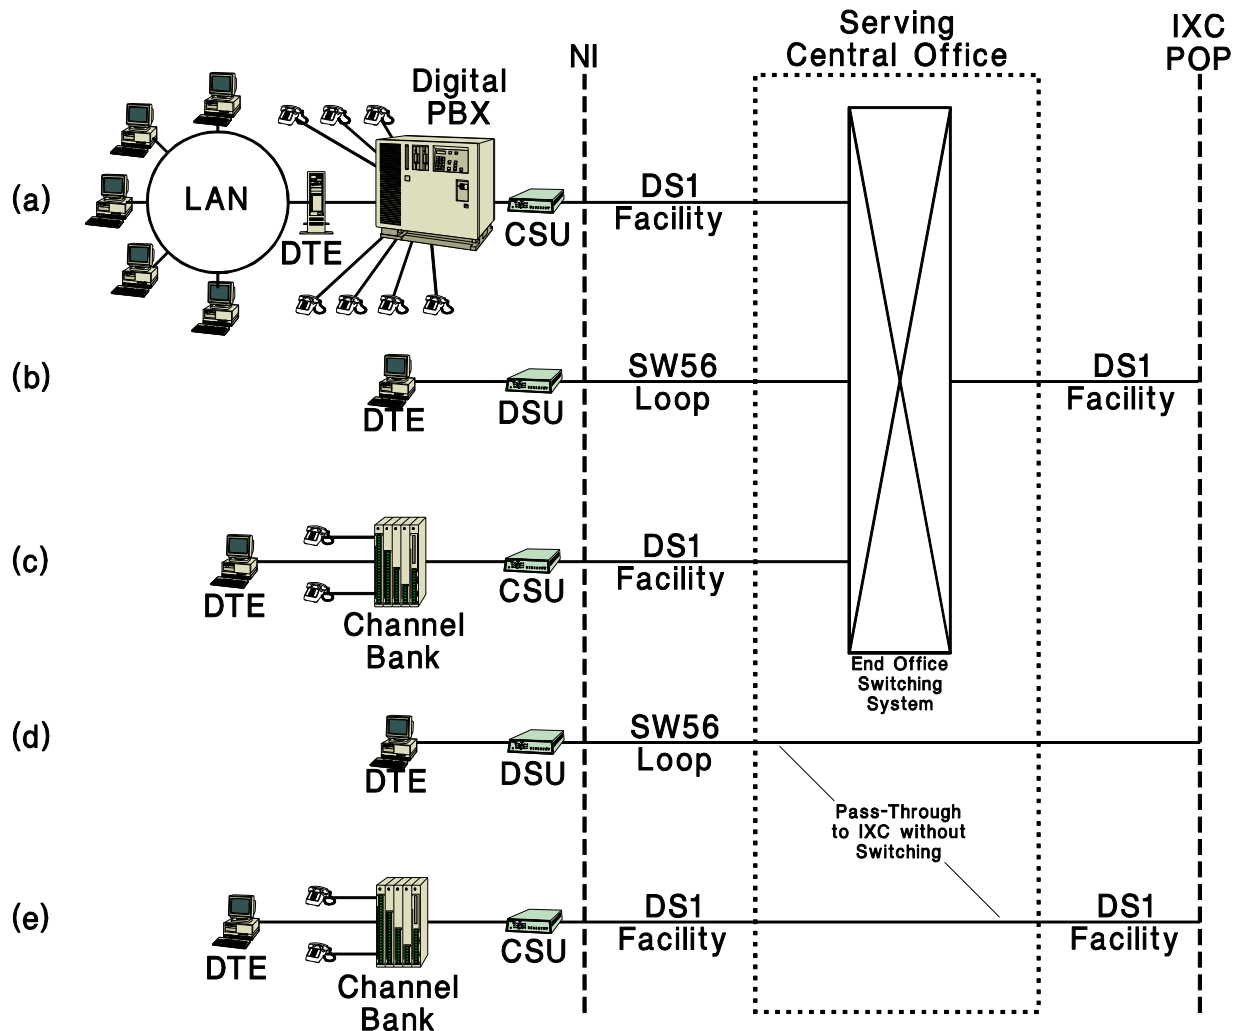 Serving
Central Office
IXC
POP
NI
Digital
PBX
(a)
LAN
DTE
CSU
DS1
Facility
(b)
DTE
DSU
SW56
Loop
DS1
Facility
(c)
DTE
Channel
Bank
CSU
DS1
Facility
End Office
Switching
System
(d)
DTE
DSU
SW56
Loop
Pass-Through
to IXC without
Switching
(e)
DTE
Channel
Bank
CSU
DS1
Facility
DS1
Facility